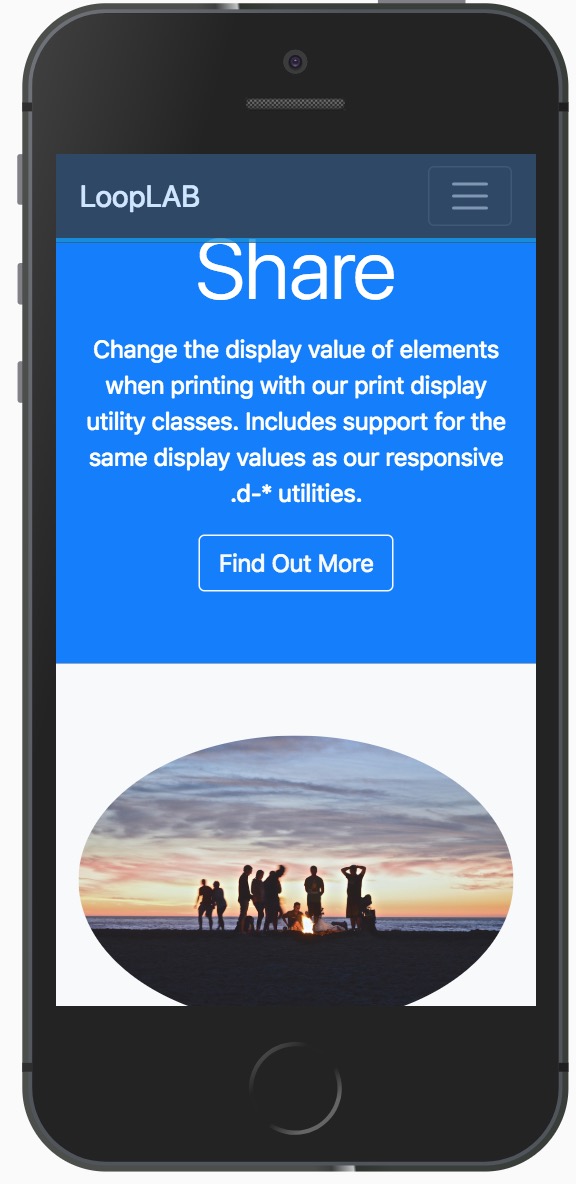 LoopLAB
Share
Change the display value of elements
when printing with our print display
utility classes. Includes support for the
same display values as our responsive
.d-* utilities.
Find Out More